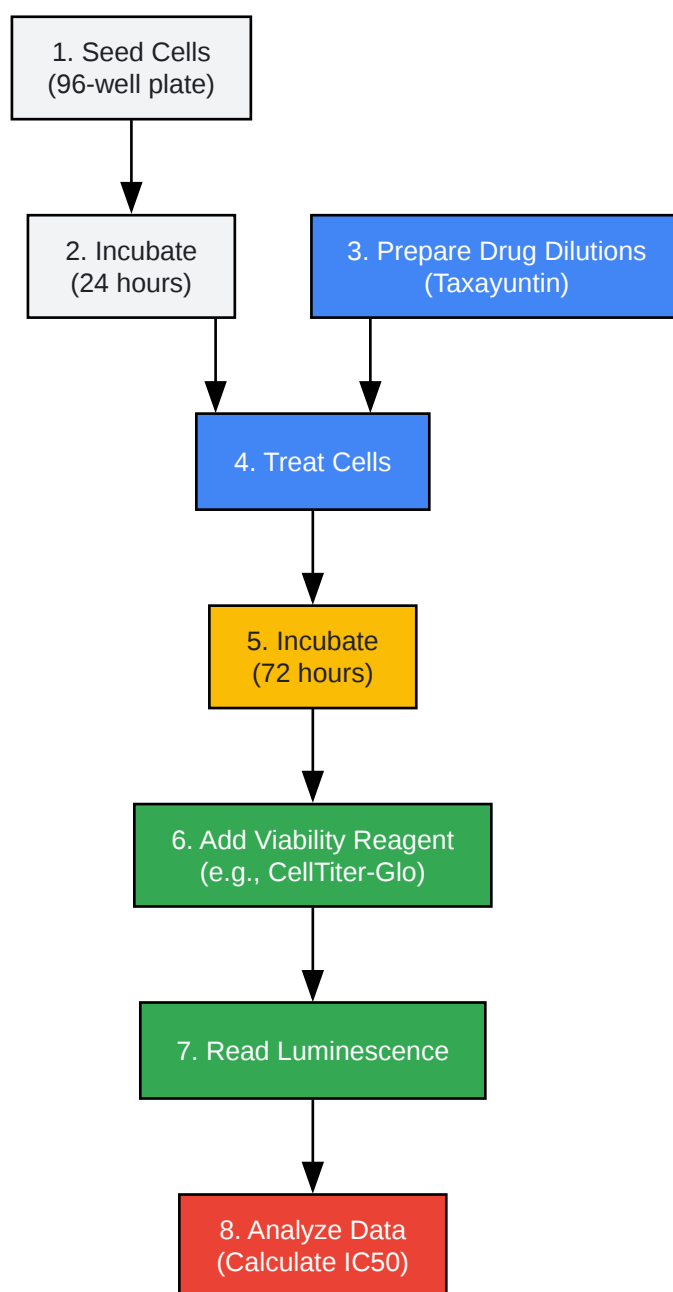 1. Seed Cells
(96-well plate)
2. Incubate
(24 hours)
3. Prepare Drug Dilutions
(Taxayuntin)
4. Treat Cells
5. Incubate
(72 hours)
6. Add Viability Reagent
(e.g., CellTiter-Glo)
7. Read Luminescence
8. Analyze Data
(Calculate IC50)